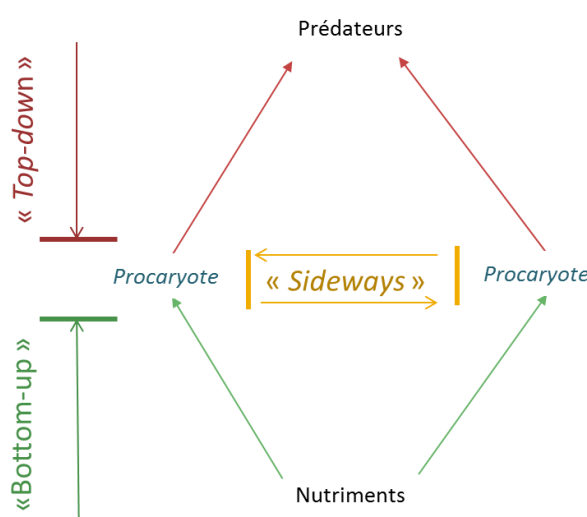 Prédateurs
« Top-down »
Procaryote
« Sideways »
Procaryote
«Bottom-up »
Nutriments